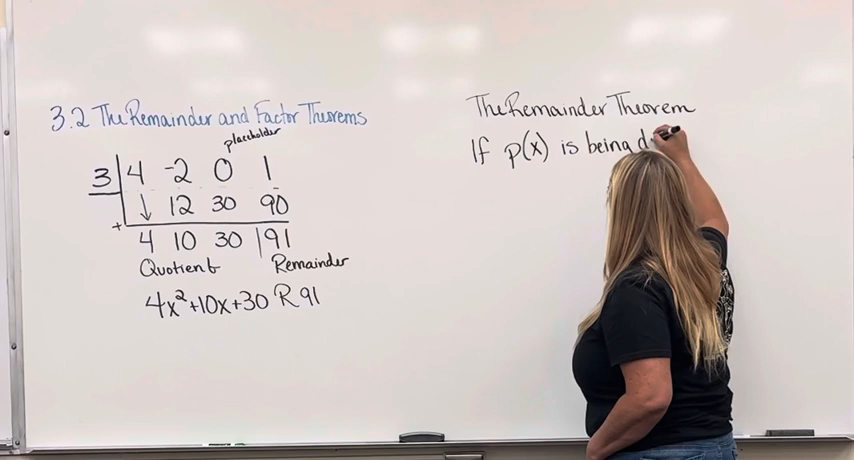 3.2 The Remainder and Factor Theorems
placeholder
3 4 -2 0 1
↓ 12 30 90
+
4 10 30 | 91
Quotient Remainder
4x²+10x+30 R 91
The Remainder Theorem
If p(x) is being d